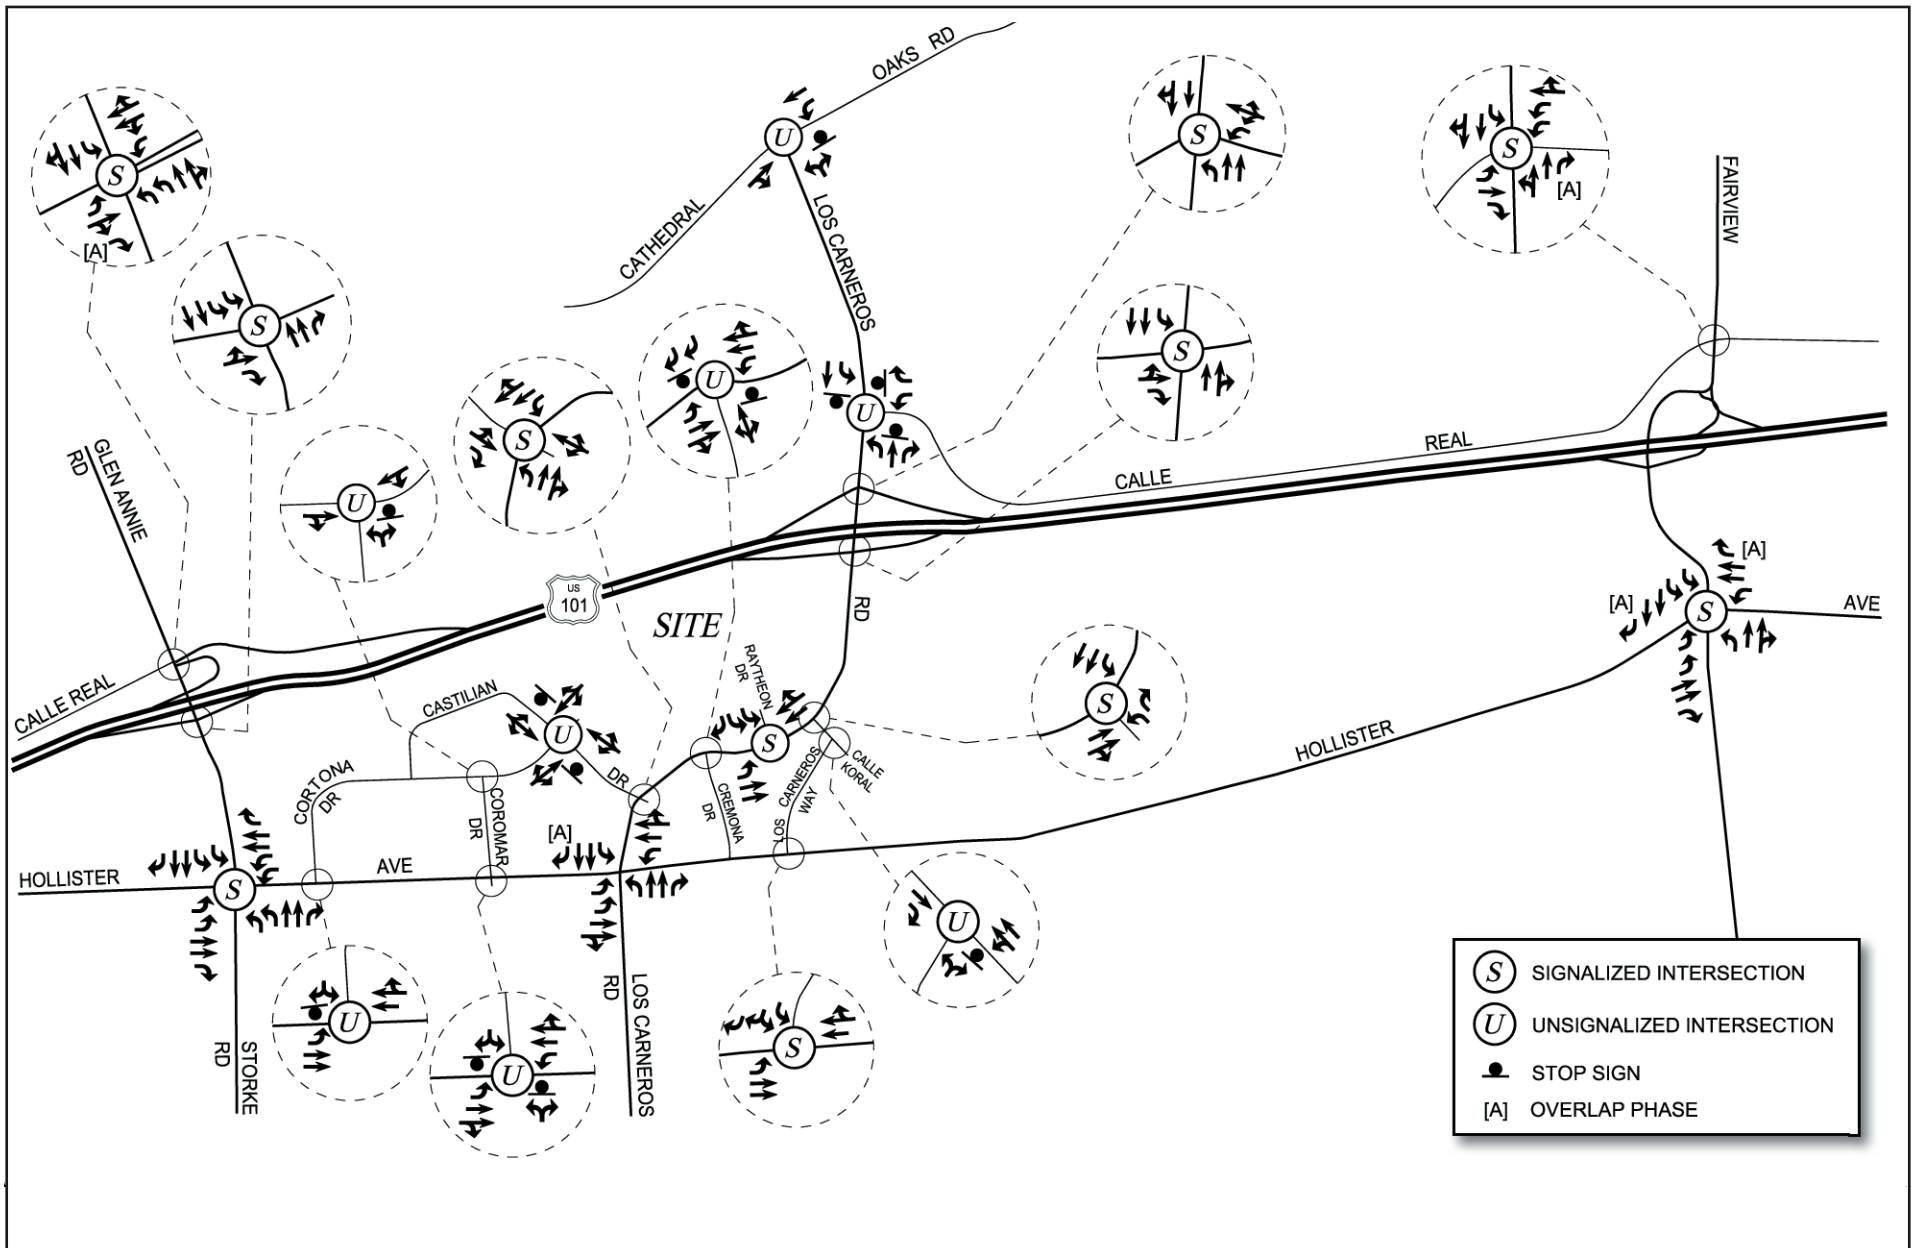 OAKS RD
S
S
S
U
CATHEDRAL
LOS CARNEROS
FAIRVIEW
[A]
[A]
S
S
U
U
S
GLEN ANNIE
RD
U
CALLE
REAL
US
101
SITE
RD
[A]
[A]
S
AVE
CALLE REAL
RAYTHEON
DR
CASTILIAN
U
DR
S
S
CALLE
KORAL
HOLLISTER
CORTONA
DR
COROMAR
DR
CREMONA
DR
LOS
CARNEROS
WAY
[A]
HOLLISTER
AVE
S
STORKE
RD
LOS CARNEROS
RD
U
U
S
U
S SIGNALIZED INTERSECTION
U UNSIGNALIZED INTERSECTION
STOP SIGN
[A] OVERLAP PHASE